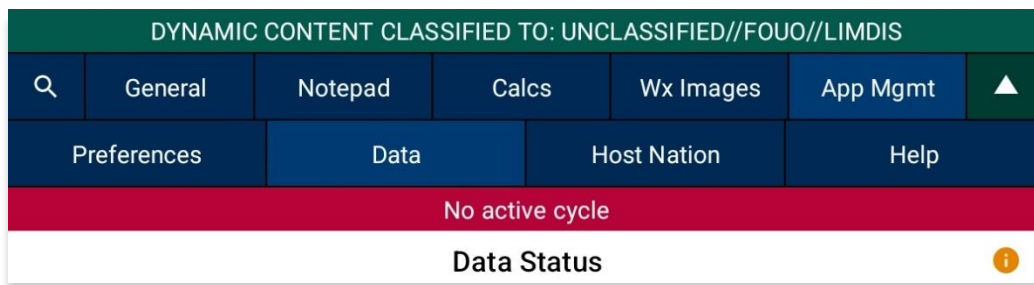 DYNAMIC CONTENT CLASSIFIED TO: UNCLASSIFIED//FOUO//LIMDIS
General Notepad Calcs Wx Images App Mgmt
Preferences Data Host Nation Help
No active cycle
Data Status